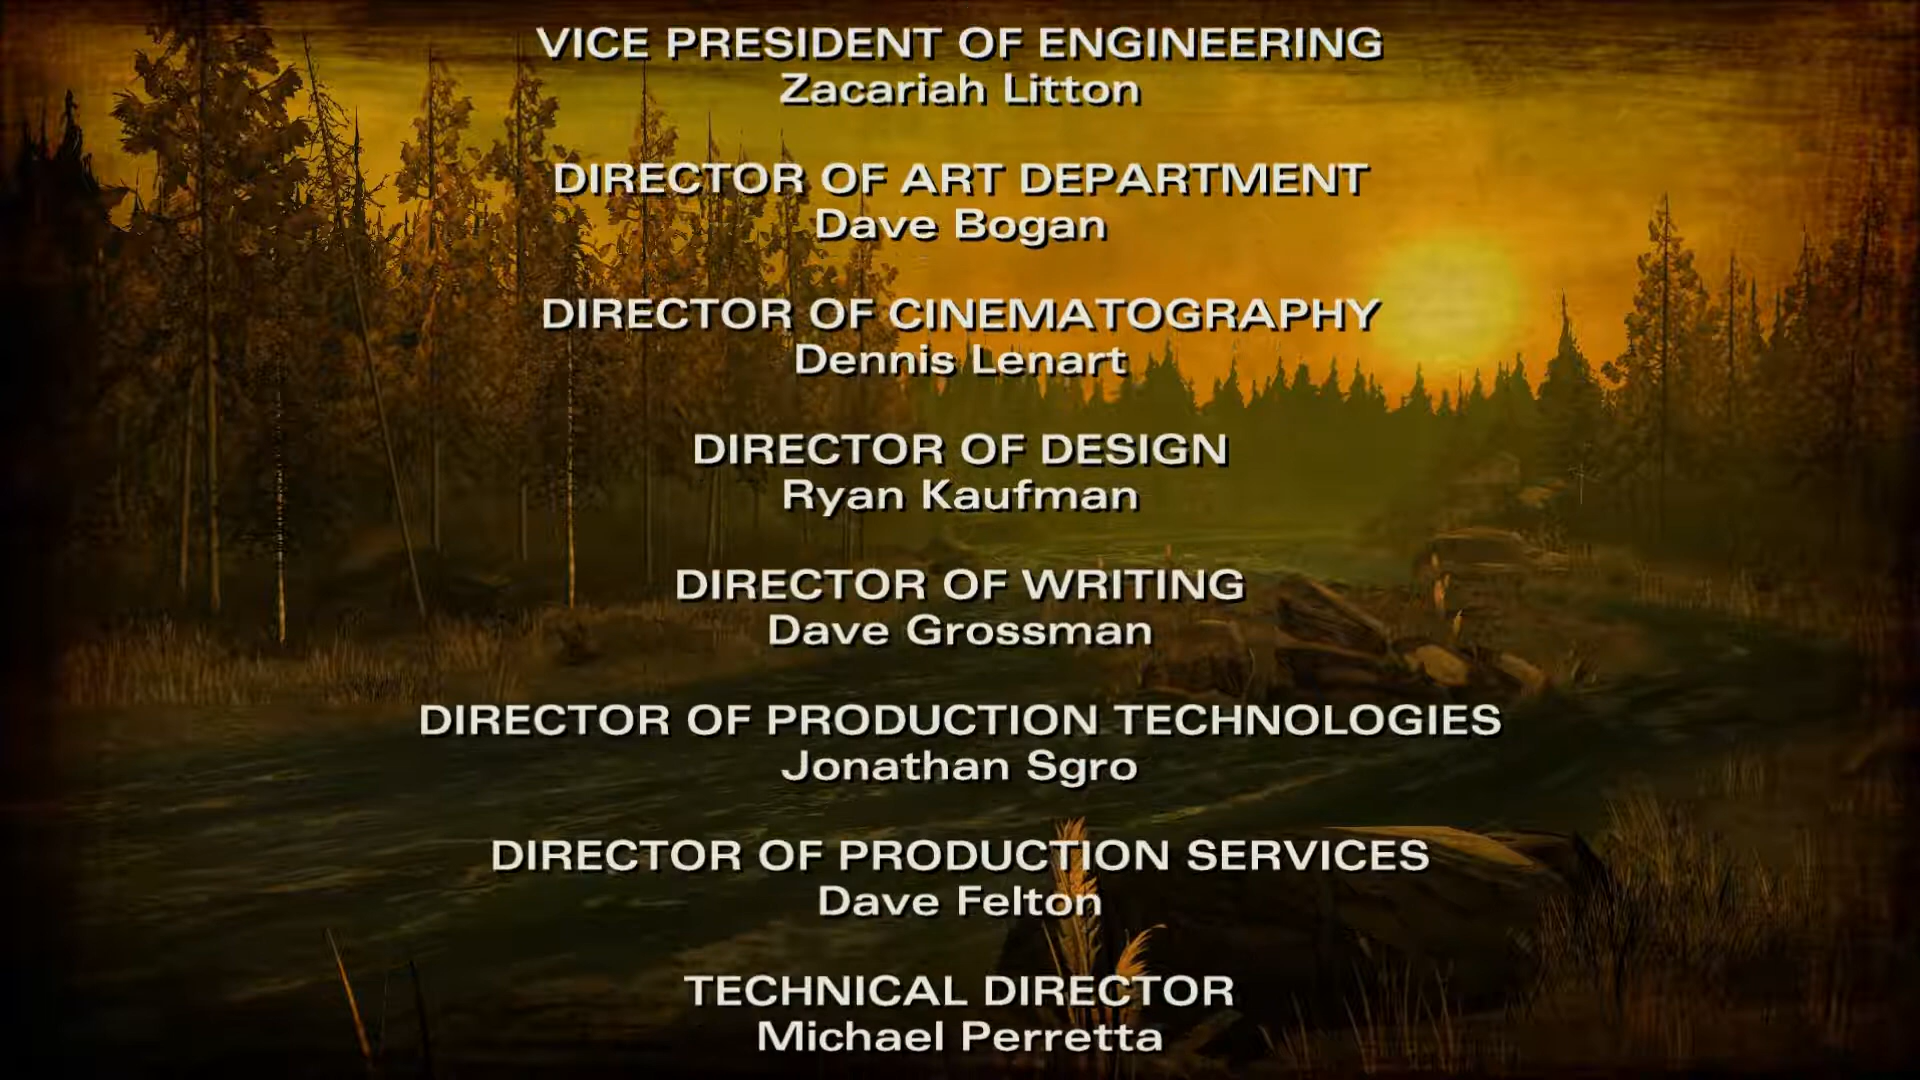 VICE PRESIDENT OF ENGINEERING
Zacariah Litton
DIRECTOR OF ART DEPARTMENT
Dave Bogan
DIRECTOR OF CINEMATOGRAPHY
Dennis Lenart
DIRECTOR OF DESIGN
Ryan Kaufman
DIRECTOR OF WRITING
Dave Grossman
DIRECTOR OF PRODUCTION TECHNOLOGIES
Jonathan Sgro
DIRECTOR OF PRODUCTION SERVICES
Dave Felton
TECHNICAL DIRECTOR
Michael Perretta